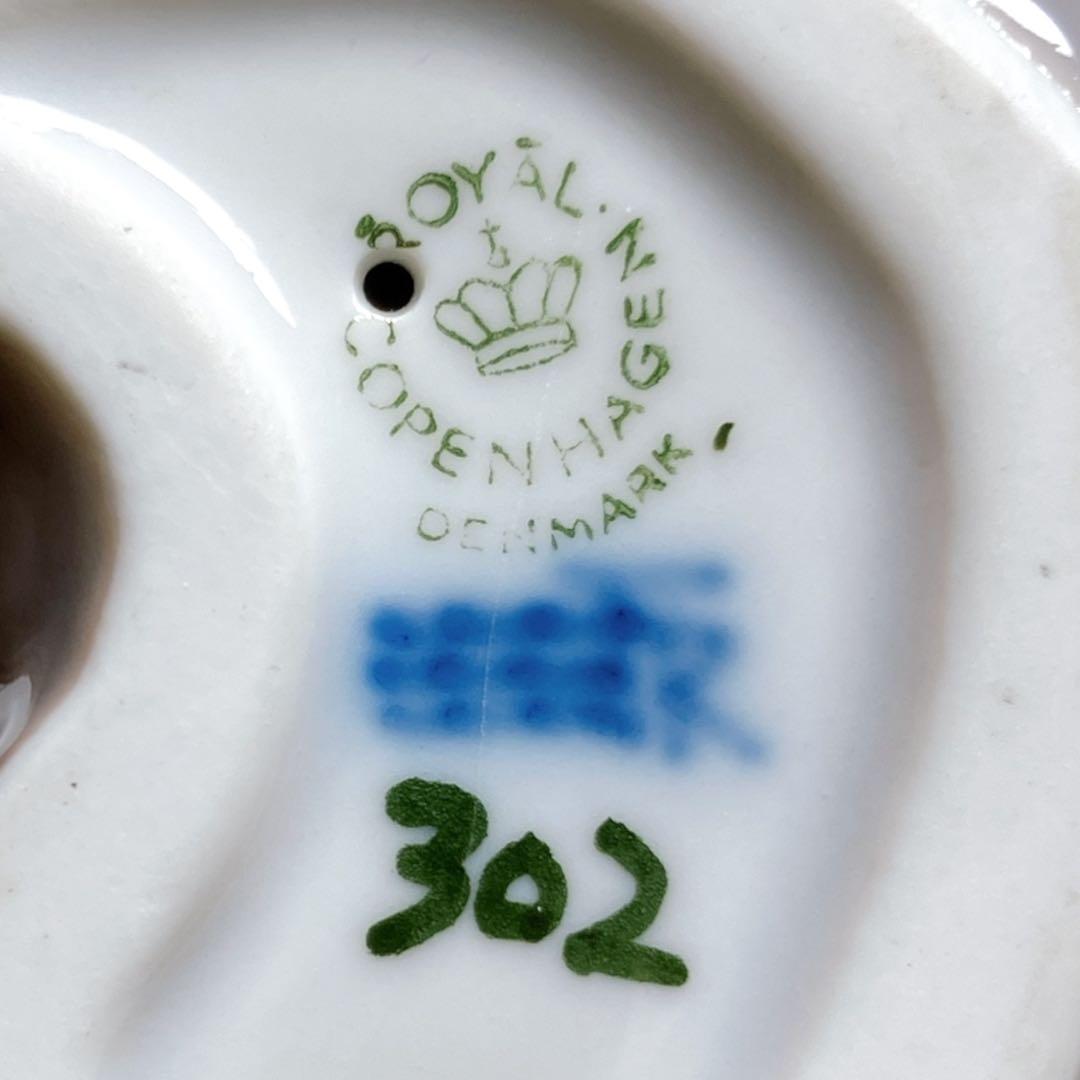 ROYAL.
COPENHAGEN
DENMARK
302